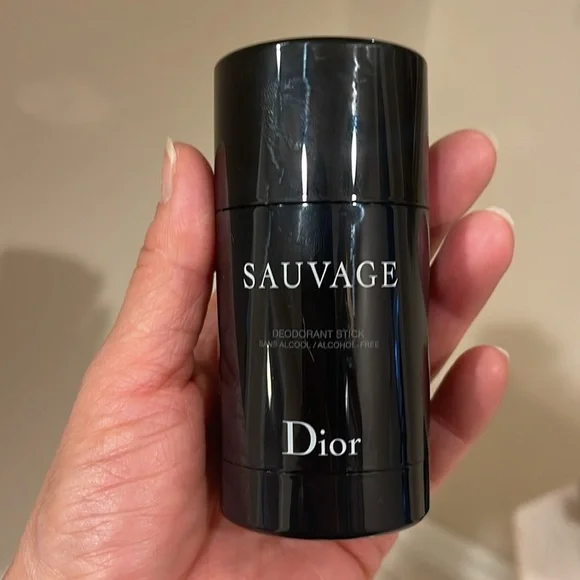 SAUVAGE
DEODORANT STICK
SANS ALCOOL / ALCOHOL-FREE
Dior